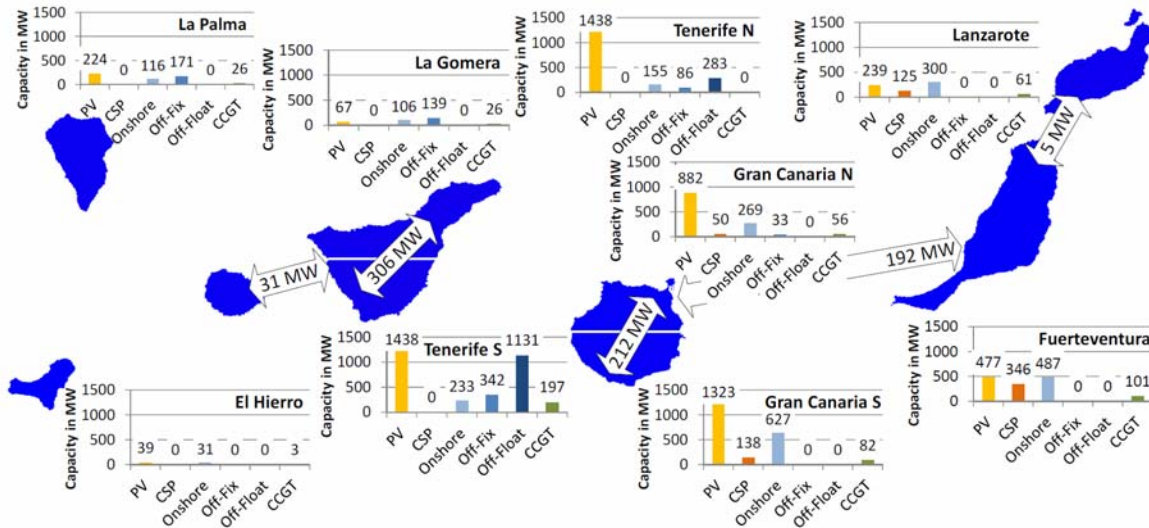 Capacity in MW
1500
1000
500
0
La Palma
224 0 116 171 0 26
PV CSP Onshore Off-Fix Off-Float CCGT
Capacity in MW
1500
1000
500
0
La Gomera
67 0 106 139 0 26
PV CSP Onshore Off-Fix Off-Float CCGT
Capacity in MW
1500
1000
500
0
Tenerife N
1438 0 155 86 283 0
PV CSP Onshore Off-Fix Off-Float CCGT
Capacity in MW
1500
1000
500
0
Lanzarote
239 125 300 0 0 61
PV CSP Onshore Off-Fix Off-Float CCGT
5 MW
Capacity in MW
1500
1000
500
0
Gran Canaria N
882 50 269 33 0 56
PV CSP Onshore Off-Fix Off-Float CCGT
192 MW
31 MW
306 MW
212 MW
Capacity in MW
1500
1000
500
0
El Hierro
39 0 31 0 0 3
PV CSP Onshore Off-Fix Off-Float CCGT
Capacity in MW
1500
1000
500
0
Tenerife S
1438 0 233 342 1131 197
PV CSP Onshore Off-Fix Off-Float CCGT
Capacity in MW
1500
1000
500
0
Gran Canaria S
1323 138 627 0 0 82
PV CSP Onshore Off-Fix Off-Float CCGT
Capacity in MW
1500
1000
500
0
Fuerteventura
477 346 487 0 0 101
PV CSP Onshore Off-Fix Off-Float CCGT